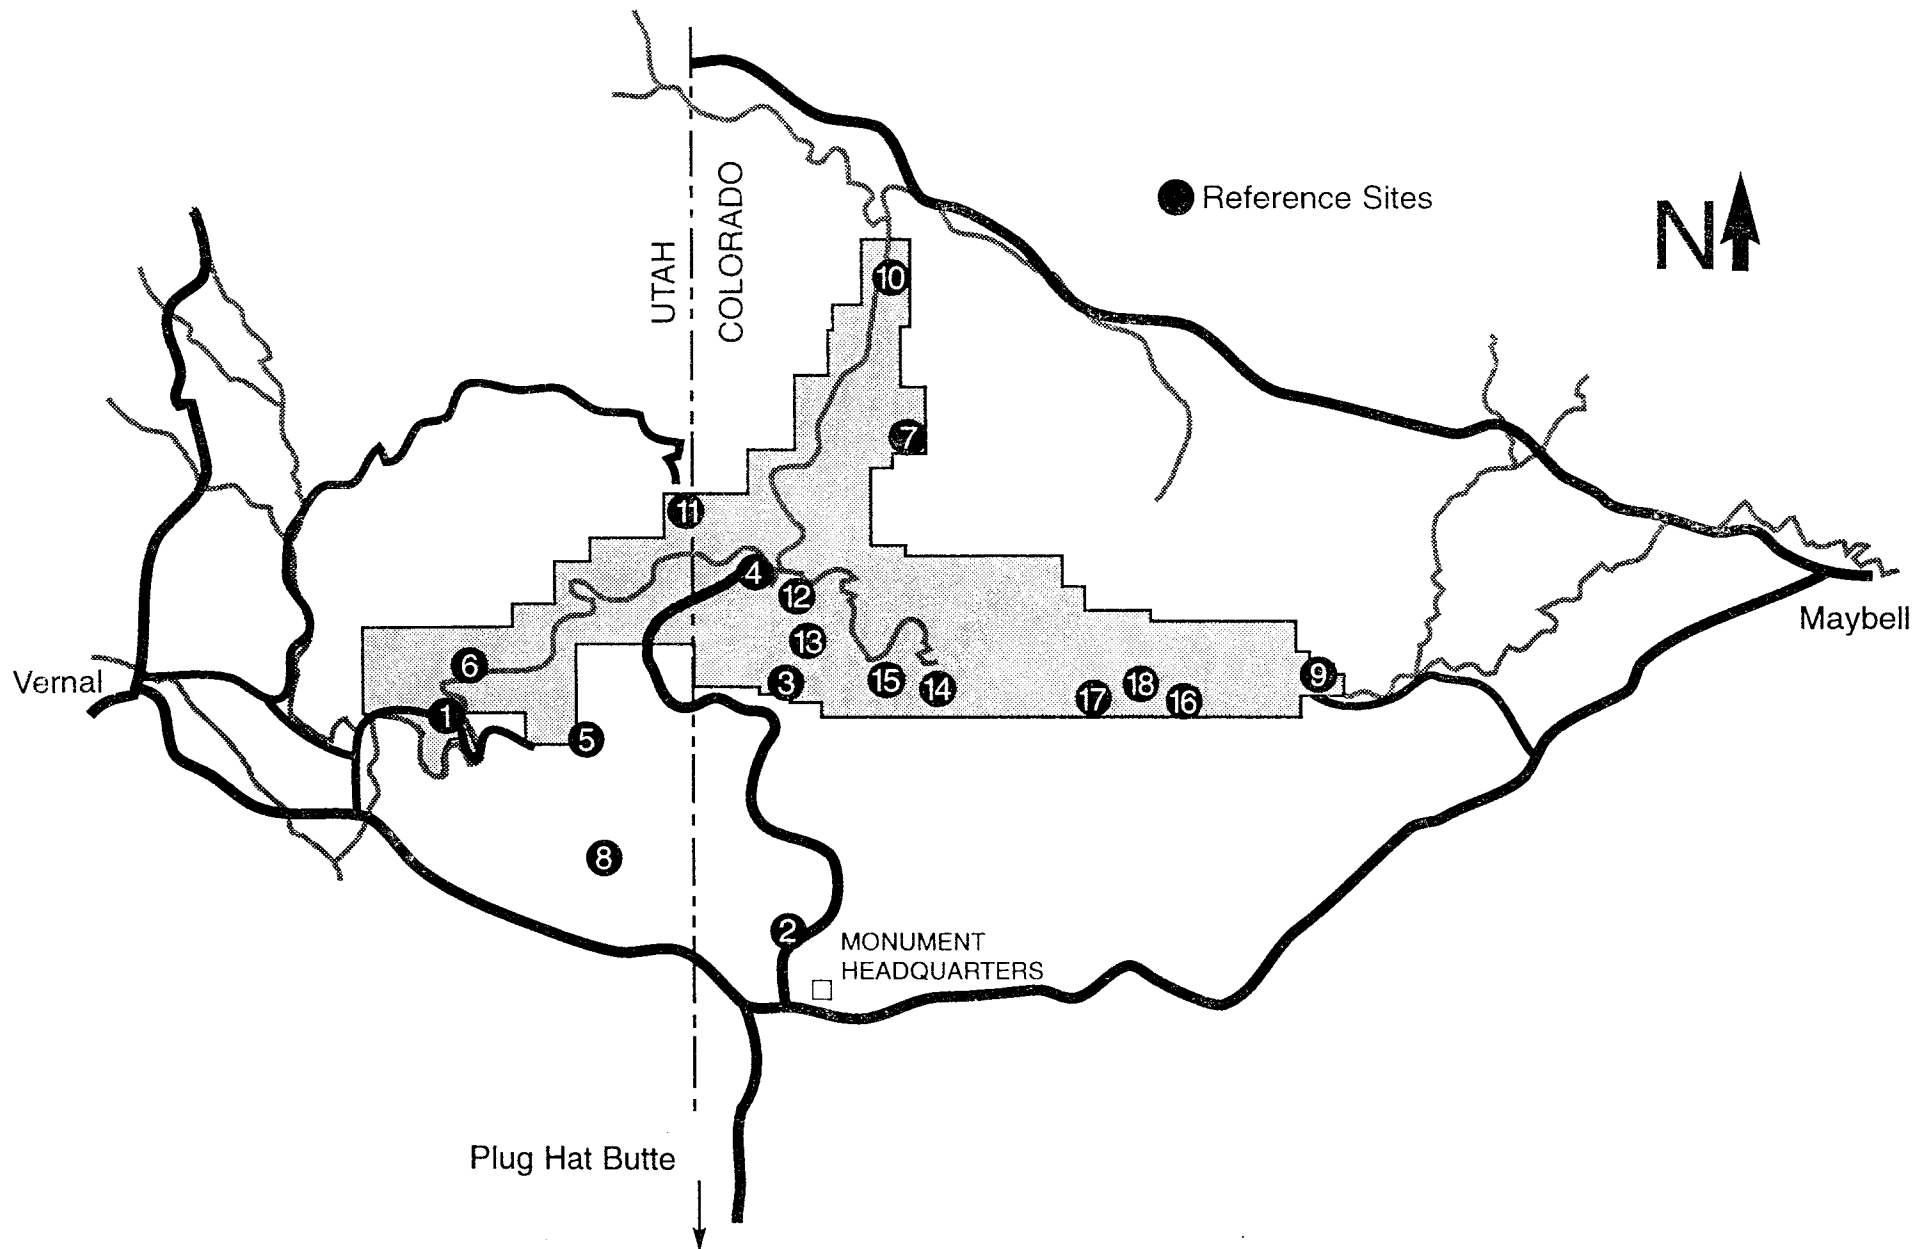 UTAH
COLORADO
Reference Sites
N
10
7
11
4
12
13
6
3
15
14
17
18
16
9
1
5
8
2
Vernal
Maybell
MONUMENT
HEADQUARTERS
Plug Hat Butte